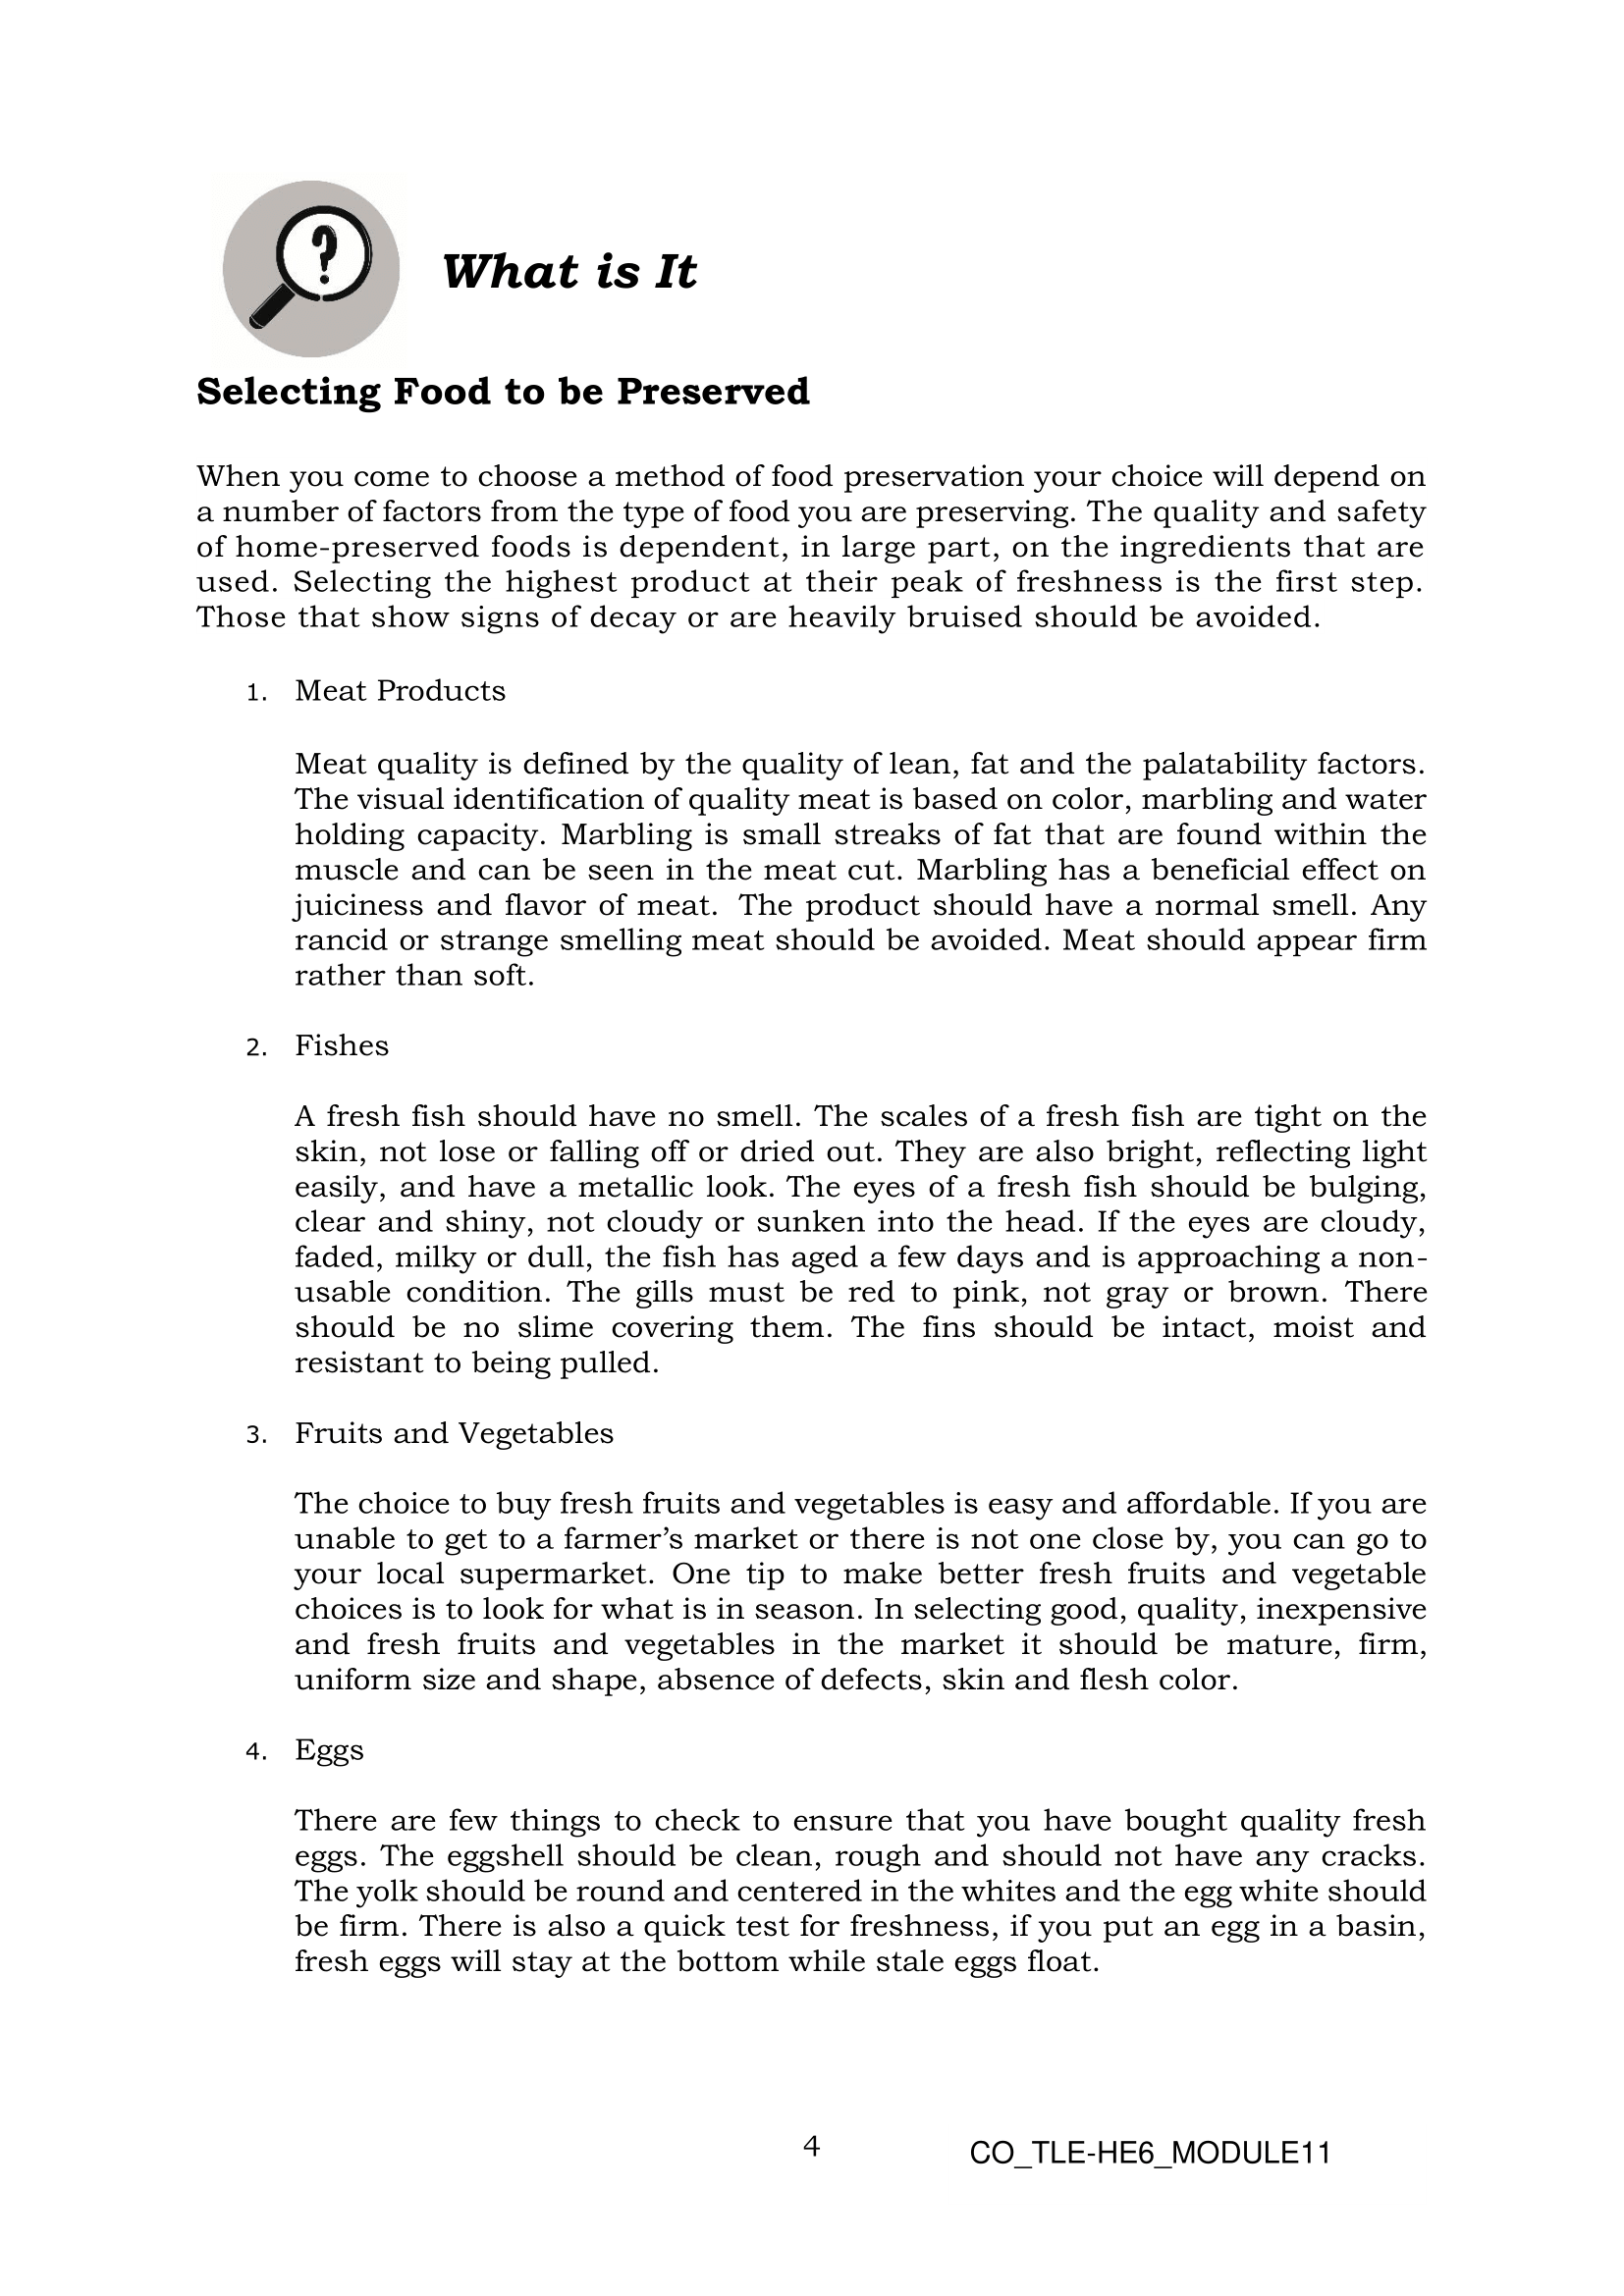 ?
What is It
Selecting Food to be Preserved
When you come to choose a method of food preservation your choice will depend on
a number of factors from the type of food you are preserving. The quality and safety
of home-preserved foods is dependent, in large part, on the ingredients that are
used. Selecting the highest product at their peak of freshness is the first step.
Those that show signs of decay or are heavily bruised should be avoided.
1. Meat Products
Meat quality is defined by the quality of lean, fat and the palatability factors.
The visual identification of quality meat is based on color, marbling and water
holding capacity. Marbling is small streaks of fat that are found within the
muscle and can be seen in the meat cut. Marbling has a beneficial effect on
juiciness and flavor of meat. The product should have a normal smell. Any
rancid or strange smelling meat should be avoided. Meat should appear firm
rather than soft.
2. Fishes
A fresh fish should have no smell. The scales of a fresh fish are tight on the
skin, not lose or falling off or dried out. They are also bright, reflecting light
easily, and have a metallic look. The eyes of a fresh fish should be bulging,
clear and shiny, not cloudy or sunken into the head. If the eyes are cloudy,
faded, milky or dull, the fish has aged a few days and is approaching a non-
usable condition. The gills must be red to pink, not gray or brown. There
should be no slime covering them. The fins should be intact, moist and
resistant to being pulled.
3. Fruits and Vegetables
The choice to buy fresh fruits and vegetables is easy and affordable. If you are
unable to get to a farmer’s market or there is not one close by, you can go to
your local supermarket. One tip to make better fresh fruits and vegetable
choices is to look for what is in season. In selecting good, quality, inexpensive
and fresh fruits and vegetables in the market it should be mature, firm,
uniform size and shape, absence of defects, skin and flesh color.
4. Eggs
There are few things to check to ensure that you have bought quality fresh
eggs. The eggshell should be clean, rough and should not have any cracks.
The yolk should be round and centered in the whites and the egg white should
be firm. There is also a quick test for freshness, if you put an egg in a basin,
fresh eggs will stay at the bottom while stale eggs float.
4
CO_TLE-HE6_MODULE11